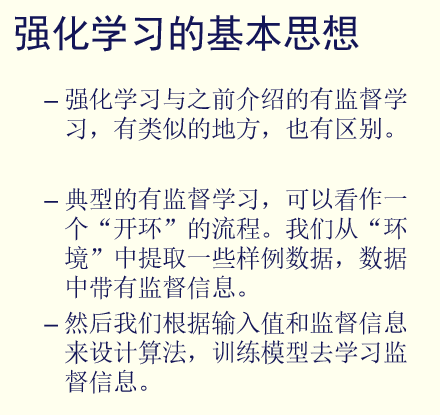 强化学习的基本思想
– 强化学习与之前介绍的有监督学
习，有类似的地方，也有区别。
– 典型的有监督学习，可以看作一
个“开环”的流程。我们从“环
境”中提取一些样例数据，数据
中带有监督信息。
– 然后我们根据输入值和监督信息
来设计算法，训练模型去学习监
督信息。